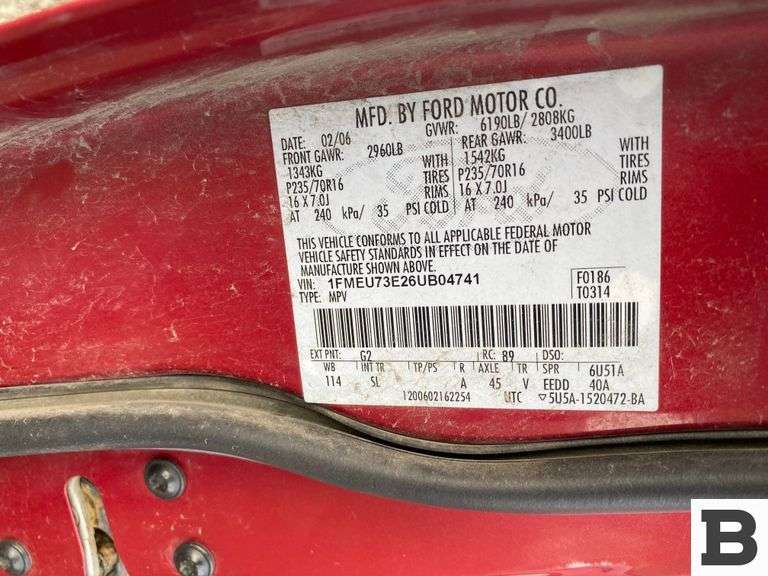 MFD. BY FORD MOTOR CO.
DATE: 02/06 GVWR: 6190LB/ 2808KG
FRONT GAWR: 2960LB REAR GAWR: 3400LB
1343KG WITH 1542KG WITH
P235/70R16 TIRES P235/70R16 TIRES
16 X 7.0J RIMS 16 X 7.0J RIMS
AT 240 kPa/ 35 PSI COLD AT 240 kPa/ 35 PSI COLD
THIS VEHICLE CONFORMS TO ALL APPLICABLE FEDERAL MOTOR
VEHICLE SAFETY STANDARDS IN EFFECT ON THE DATE OF
MANUFACTURE SHOWN ABOVE.
VIN: 1FMEU73E26UB04741 F0186
TYPE: MPV T0314
EXT PNT: G2 RC: 89 DSO:
WB INT TR TP/PS R AXLE TR SPR 6U51A
114 SL A 45 V EEDD 40A
1200602162254 UTC ▽5U5A-1520472-BA
B